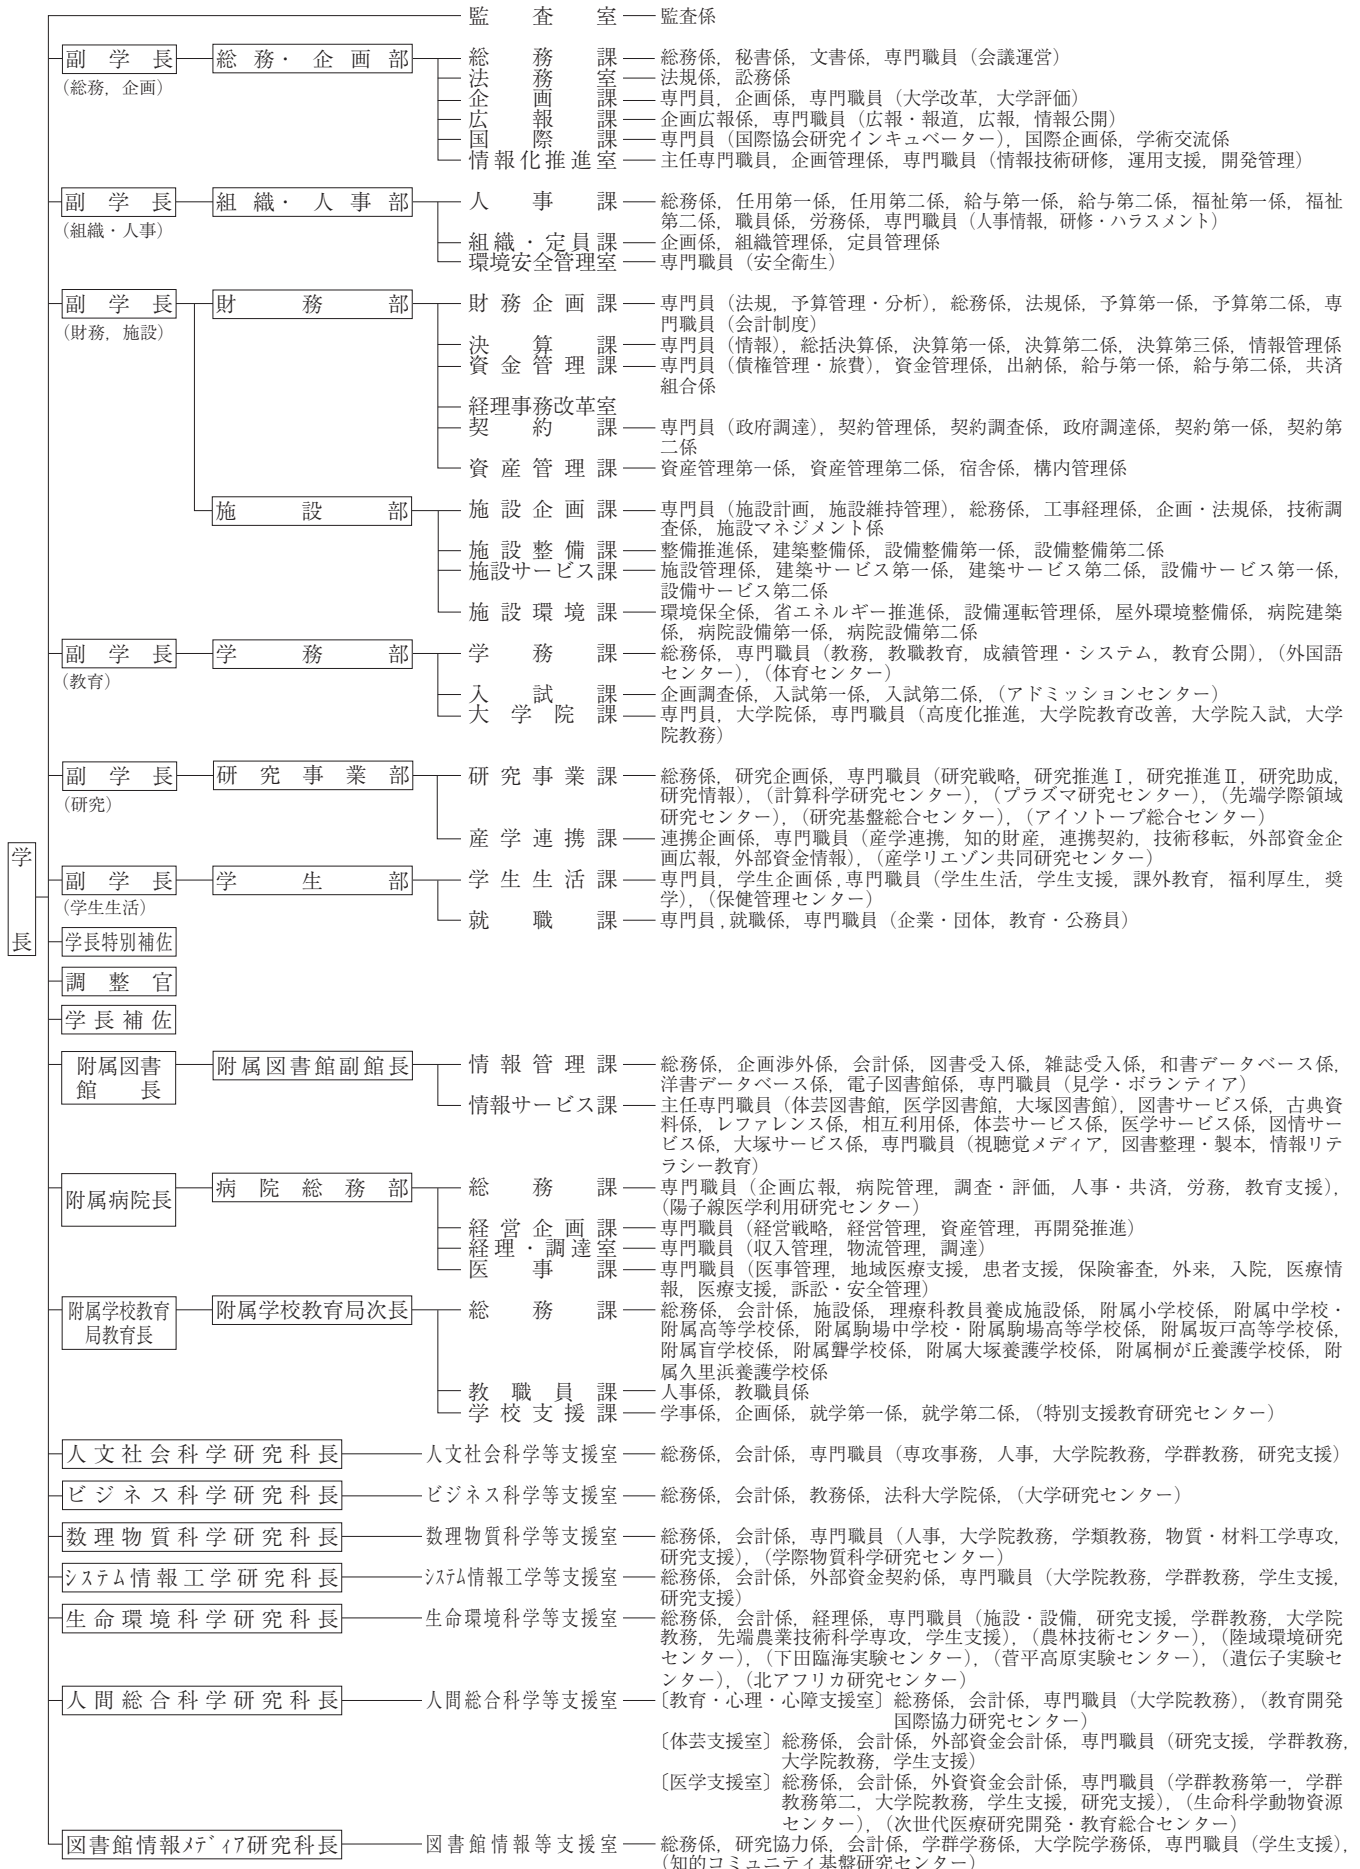 監査室 監査係
副学長 総務・企画部 総務課 総務係, 秘書係, 文書係, 専門職員（会議運営）
(総務, 企画) 法務室 法規係, 訟務係
企画課 専門員, 企画係, 専門職員（大学改革, 大学評価）
広報課 企画広報係, 専門職員（広報・報道, 広報, 情報公開）
国際課 専門員（国際協会研究インキュベーター）, 国際企画係, 学術交流係
情報化推進室 主任専門職員, 企画管理係, 専門職員（情報技術研修, 運用支援, 開発管理）
副学長 組織・人事部 人事課 総務係, 任用第一係, 任用第二係, 給与第一係, 給与第二係, 福祉第一係, 福祉
(組織・人事) 第二係, 職員係, 労務係, 専門職員（人事情報, 研修・ハラスメント）
組織・定員課 企画係, 組織管理係, 定員管理係
環境安全管理室 専門職員（安全衛生）
副学長 財務部 財務企画課 専門員（法規, 予算管理・分析）, 総務係, 法規係, 予算第一係, 予算第二係, 専
(財務, 施設) 門職員（会計制度）
決算課 専門員（情報）, 総括決算係, 決算第一係, 決算第二係, 決算第三係, 情報管理係
資金管理課 専門員（債権管理・旅費）, 資金管理係, 出納係, 給与第一係, 給与第二係, 共済
組合係
経理事務改革室
契約課 専門員（政府調達）, 契約管理係, 契約調査係, 政府調達係, 契約第一係, 契約第
二係
資産管理課 資産管理第一係, 資産管理第二係, 宿舎係, 構内管理係
施設部 施設企画課 専門員（施設計画, 施設維持管理）, 総務係, 工事経理係, 企画・法規係, 技術調
査係, 施設マネジメント係
施設整備課 整備推進係, 建築整備係, 設備整備第一係, 設備整備第二係
施設サービス課 施設管理係, 建築サービス第一係, 建築サービス第二係, 設備サービス第一係,
設備サービス第二係
施設環境課 環境保全係, 省エネルギー推進係, 設備運転管理係, 屋外環境整備係, 病院建築
係, 病院設備第一係, 病院設備第二係
副学長 学務部 学務課 総務係, 専門職員（教務, 教職教育, 成績管理・システム, 教育公開）,（外国語
(教育) センター）,（体育センター）
入試課 企画調査係, 入試第一係, 入試第二係,（アドミッションセンター）
大学院課 専門員, 大学院係, 専門職員（高度化推進, 大学院教育改善, 大学院入試, 大学
院教務）
副学長 研究事業部 研究事業課 総務係, 研究企画係, 専門職員（研究戦略, 研究推進Ⅰ, 研究推進Ⅱ, 研究助成,
(研究) 研究情報）,（計算科学研究センター）,（プラズマ研究センター）,（先端学際領域
研究センター）,（研究基盤総合センター）,（アイソトープ総合センター）
産学連携課 連携企画係, 専門職員（産学連携, 知的財産, 連携契約, 技術移転, 外部資金企
画広報, 外部資金情報）,（産学リエゾン共同研究センター）
学長
副学長 学生部 学生生活課 専門員, 学生企画係, 専門職員（学生生活, 学生支援, 課外教育, 福利厚生, 奨
(学生生活) 学）,（保健管理センター）
就職課 専門員, 就職係, 専門職員（企業・団体, 教育・公務員）
学長特別補佐
調整官
学長補佐
附属図書 附属図書館副館長 情報管理課 総務係, 企画渉外係, 会計係, 図書受入係, 雑誌受入係, 和書データベース係,
館長 洋書データベース係, 電子図書館係, 専門職員（見学・ボランティア）
情報サービス課 主任専門職員（体芸図書館, 医学図書館, 大塚図書館）, 図書サービス係, 古典資
料係, レファレンス係, 相互利用係, 体芸サービス係, 医学サービス係, 図情サー
ビス係, 大塚サービス係, 専門職員（視聴覚メディア, 図書整理・製本, 情報リテ
ラシー教育）
附属病院長 病院総務部 総務課 専門職員（企画広報, 病院管理, 調査・評価, 人事・共済, 労務, 教育支援）,
（陽子線医学利用研究センター）
経営企画課 専門職員（経営戦略, 経営管理, 資産管理, 再開発推進）
経理・調達室 専門職員（収入管理, 物流管理, 調達）
医事課 専門職員（医事管理, 地域医療支援, 患者支援, 保険審査, 外来, 入院, 医療情
報, 医療支援, 訴訟・安全管理）
附属学校教育 附属学校教育局次長 総務課 総務係, 会計係, 施設係, 理療科教員養成施設係, 附属小学校係, 附属中学校・
局教育長 附属高等学校係, 附属駒場中学校・附属駒場高等学校係, 附属坂戸高等学校係,
附属盲学校係, 附属聾学校係, 附属大塚養護学校係, 附属桐が丘養護学校係, 附
属久里浜養護学校係
教職員課 人事係, 教職員係
学校支援課 学事係, 企画係, 就学第一係, 就学第二係,（特別支援教育研究センター）
人文社会科学研究科長 人文社会科学等支援室 総務係, 会計係, 専門職員（専攻事務, 人事, 大学院教務, 学群教務, 研究支援）
ビジネス科学研究科長 ビジネス科学等支援室 総務係, 会計係, 教務係, 法科大学院係,（大学研究センター）
数理物質科学研究科長 数理物質科学等支援室 総務係, 会計係, 専門職員（人事, 大学院教務, 学類教務, 物質・材料工学専攻,
研究支援）,（学際物質科学研究センター）
システム情報工学研究科長 システム情報工学等支援室 総務係, 会計係, 外部資金契約係, 専門職員（大学院教務, 学群教務, 学生支援,
研究支援）
生命環境科学研究科長 生命環境科学等支援室 総務係, 会計係, 経理係, 専門職員（施設・設備, 研究支援, 学群教務, 大学院
教務, 先端農業技術科学専攻, 学生支援）,（農林技術センター）,（陸域環境研究
センター）,（下田臨海実験センター）,（菅平高原実験センター）,（遺伝子実験セ
ンター）,（北アフリカ研究センター）
人間総合科学研究科長 人間総合科学等支援室 〔教育・心理・心障支援室〕総務係, 会計係, 専門職員（大学院教務）,（教育開発
国際協力研究センター）
〔体芸支援室〕総務係, 会計係, 外部資金会計係, 専門職員（研究支援, 学群教務,
大学院教務, 学生支援）
〔医学支援室〕総務係, 会計係, 外資資金会計係, 専門職員（学群教務第一, 学群
教務第二, 大学院教務, 学生支援, 研究支援）,（生命科学動物資源
センター）,（次世代医療研究開発・教育総合センター）
図書館情報メディア研究科長 図書館情報等支援室 総務係, 研究協力係, 会計係, 学群学務係, 大学院学務係, 専門職員（学生支援）,
（知的コミュニティ基盤研究センター）